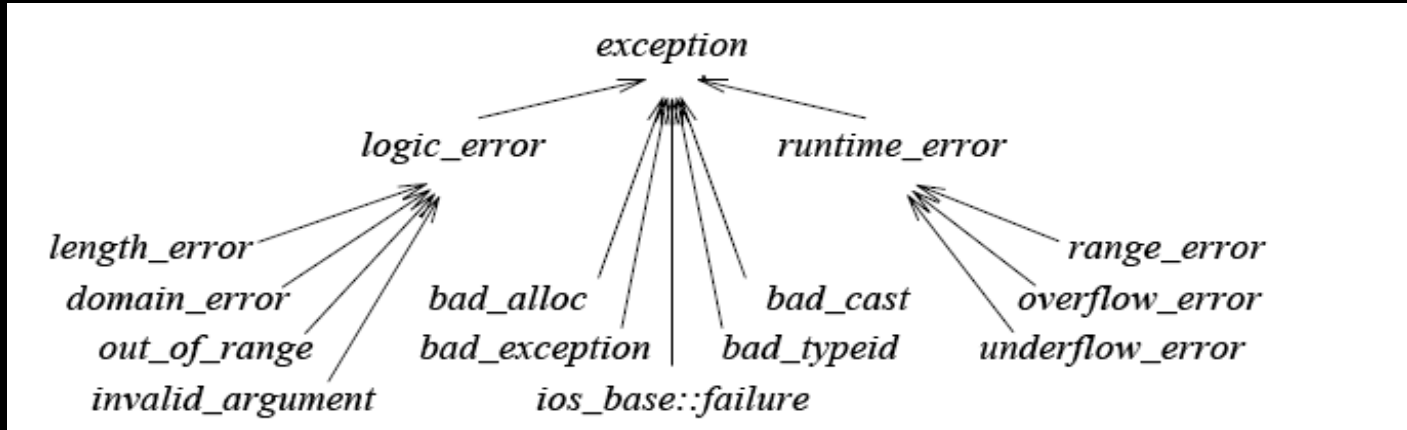 exception
logic_error runtime_error
length_error range_error
domain_error bad_alloc bad_cast overflow_error
out_of_range bad_exception bad_typeid underflow_error
invalid_argument ios_base::failure